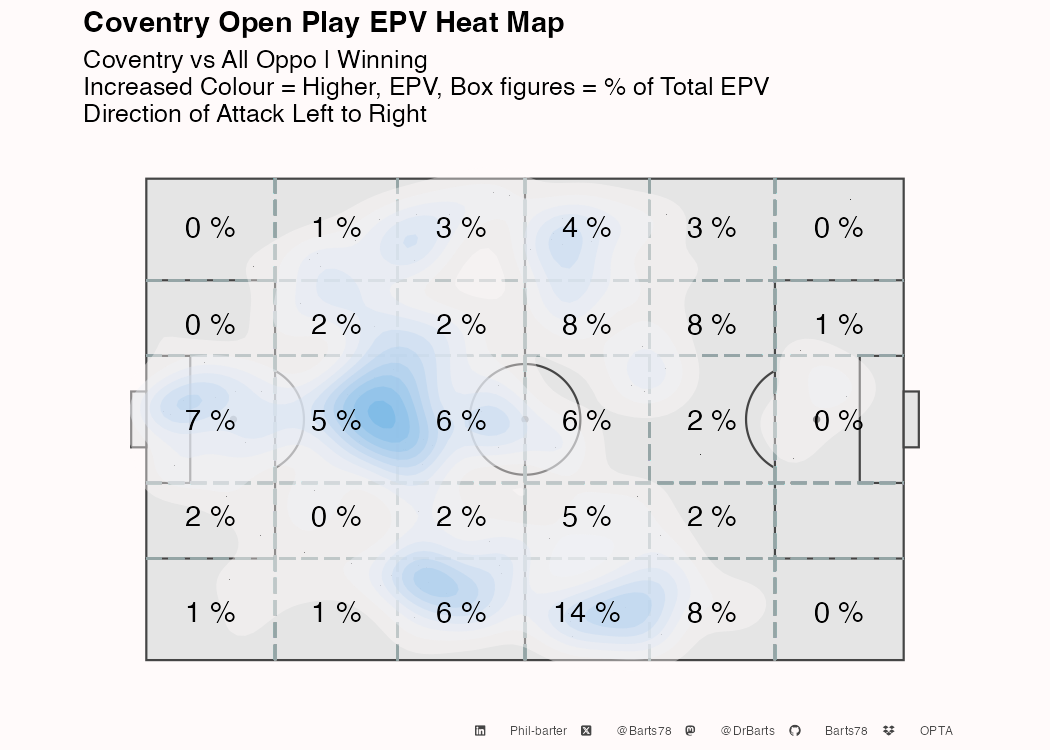 Coventry Open Play EPV Heat Map
Coventry vs All Oppo | Winning
Increased Colour = Higher, EPV, Box figures = % of Total EPV
Direction of Attack Left to Right
0 % 1 % 3 % 4 % 3 % 0 %
0 % 2 % 2 % 8 % 8 % 1 %
7 % 5 % 6 % 6 % 2 % 0 %
2 % 0 % 2 % 5 % 2 %
1 % 1 % 6 % 14 % 8 % 0 %
Phil-barter @Barts78 @DrBarts Barts78 OPTA